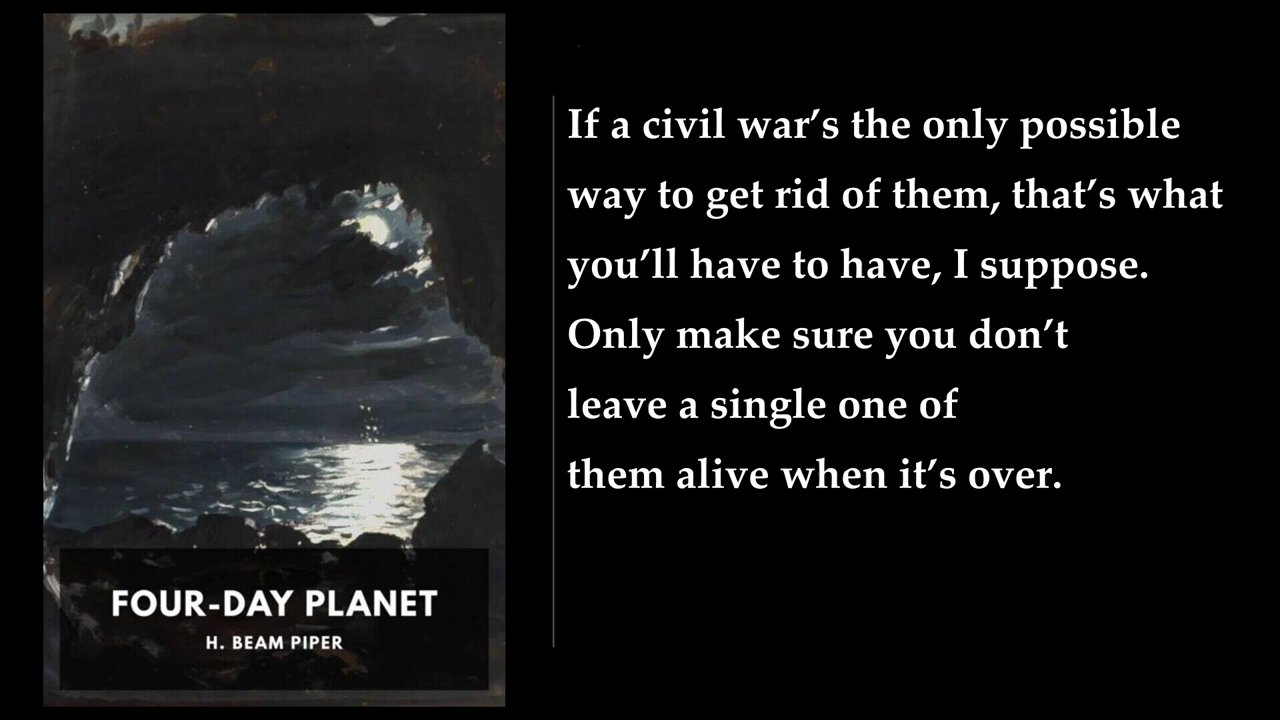 If a civil war’s the only possible
way to get rid of them, that’s what
you’ll have to have, I suppose.
Only make sure you don’t
leave a single one of
them alive when it’s over.
FOUR-DAY PLANET
H. BEAM PIPER